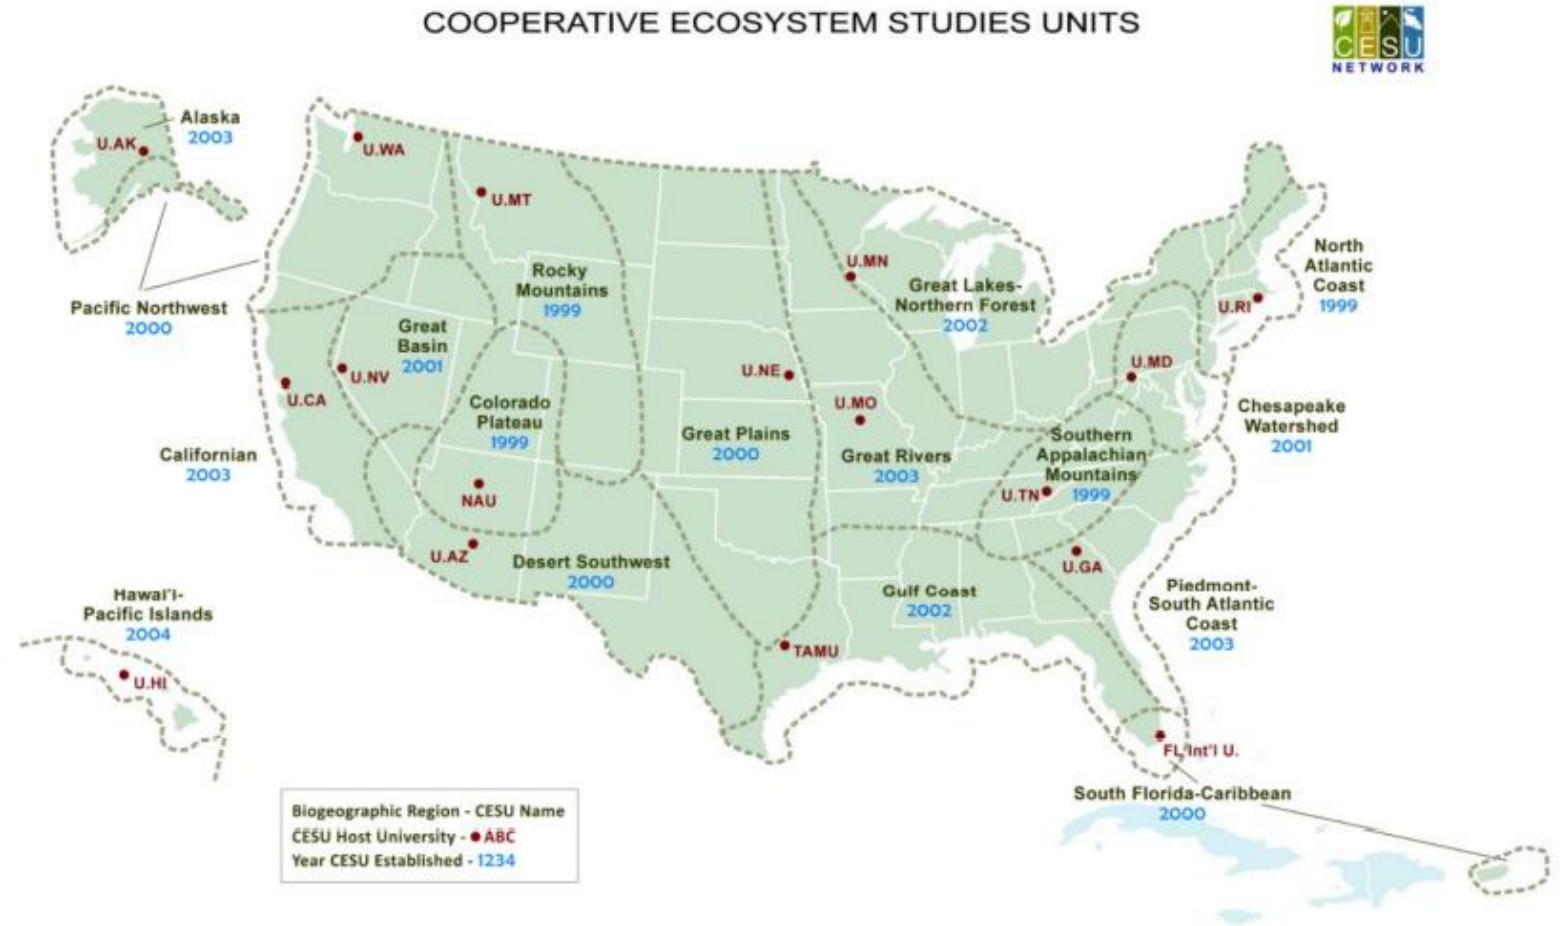 COOPERATIVE ECOSYSTEM STUDIES UNITS
CESU
NETWORK
Alaska
2003
U.AK
U.WA
U.MT
Pacific Northwest
2000
Rocky
Mountains
1999
Great
Basin
2001
U.NV
U.CA
Californian
2003
Colorado
Plateau
1999
NAU
U.AZ
Desert Southwest
2000
U.NE
Great Plains
2000
U.MN
Great Lakes-
Northern Forest
2002
U.MO
Great Rivers
2003
North
Atlantic
Coast
1999
U.RI
U.MD
Chesapeake
Watershed
2001
Southern
Appalachian
Mountains
1999
U.TN
U.GA
Gulf Coast
2002
TAMU
Piedmont-
South Atlantic
Coast
2003
FL Int'l U.
South Florida-Caribbean
2000
Hawai'i-
Pacific Islands
2004
U.HI
Biogeographic Region - CESU Name
CESU Host University - ● ABC
Year CESU Established - 1234